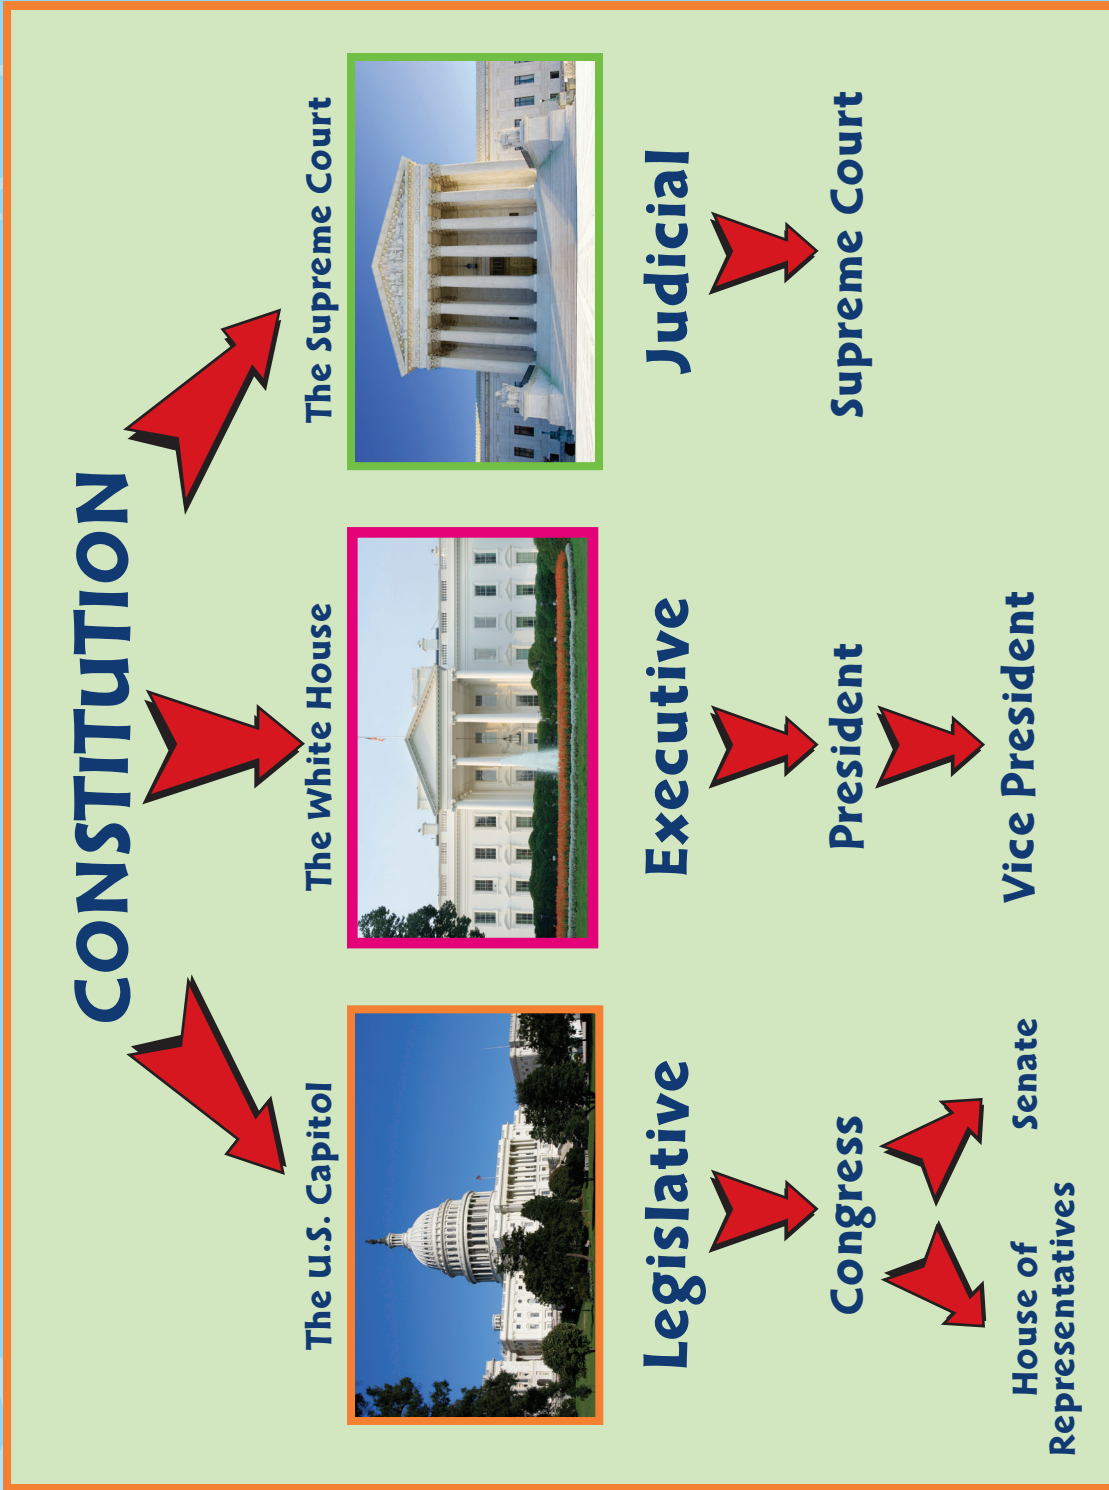 CONSTITUTION
The U.S. Capitol
The White House
The Supreme Court
Legislative
Executive
Judicial
Congress
President
Supreme Court
House of
Representatives
Senate
Vice President